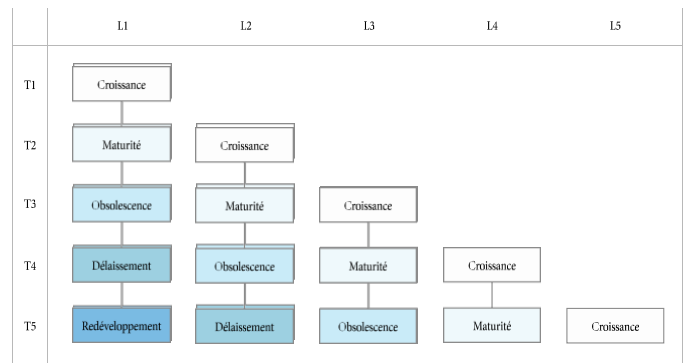 L1 L2 L3 L4 L5
T1 Croissance
T2 Maturité Croissance
T3 Obsolescence Maturité Croissance
T4 Délaissement Obsolescence Maturité Croissance
T5 Redéveloppement Délaissement Obsolescence Maturité Croissance